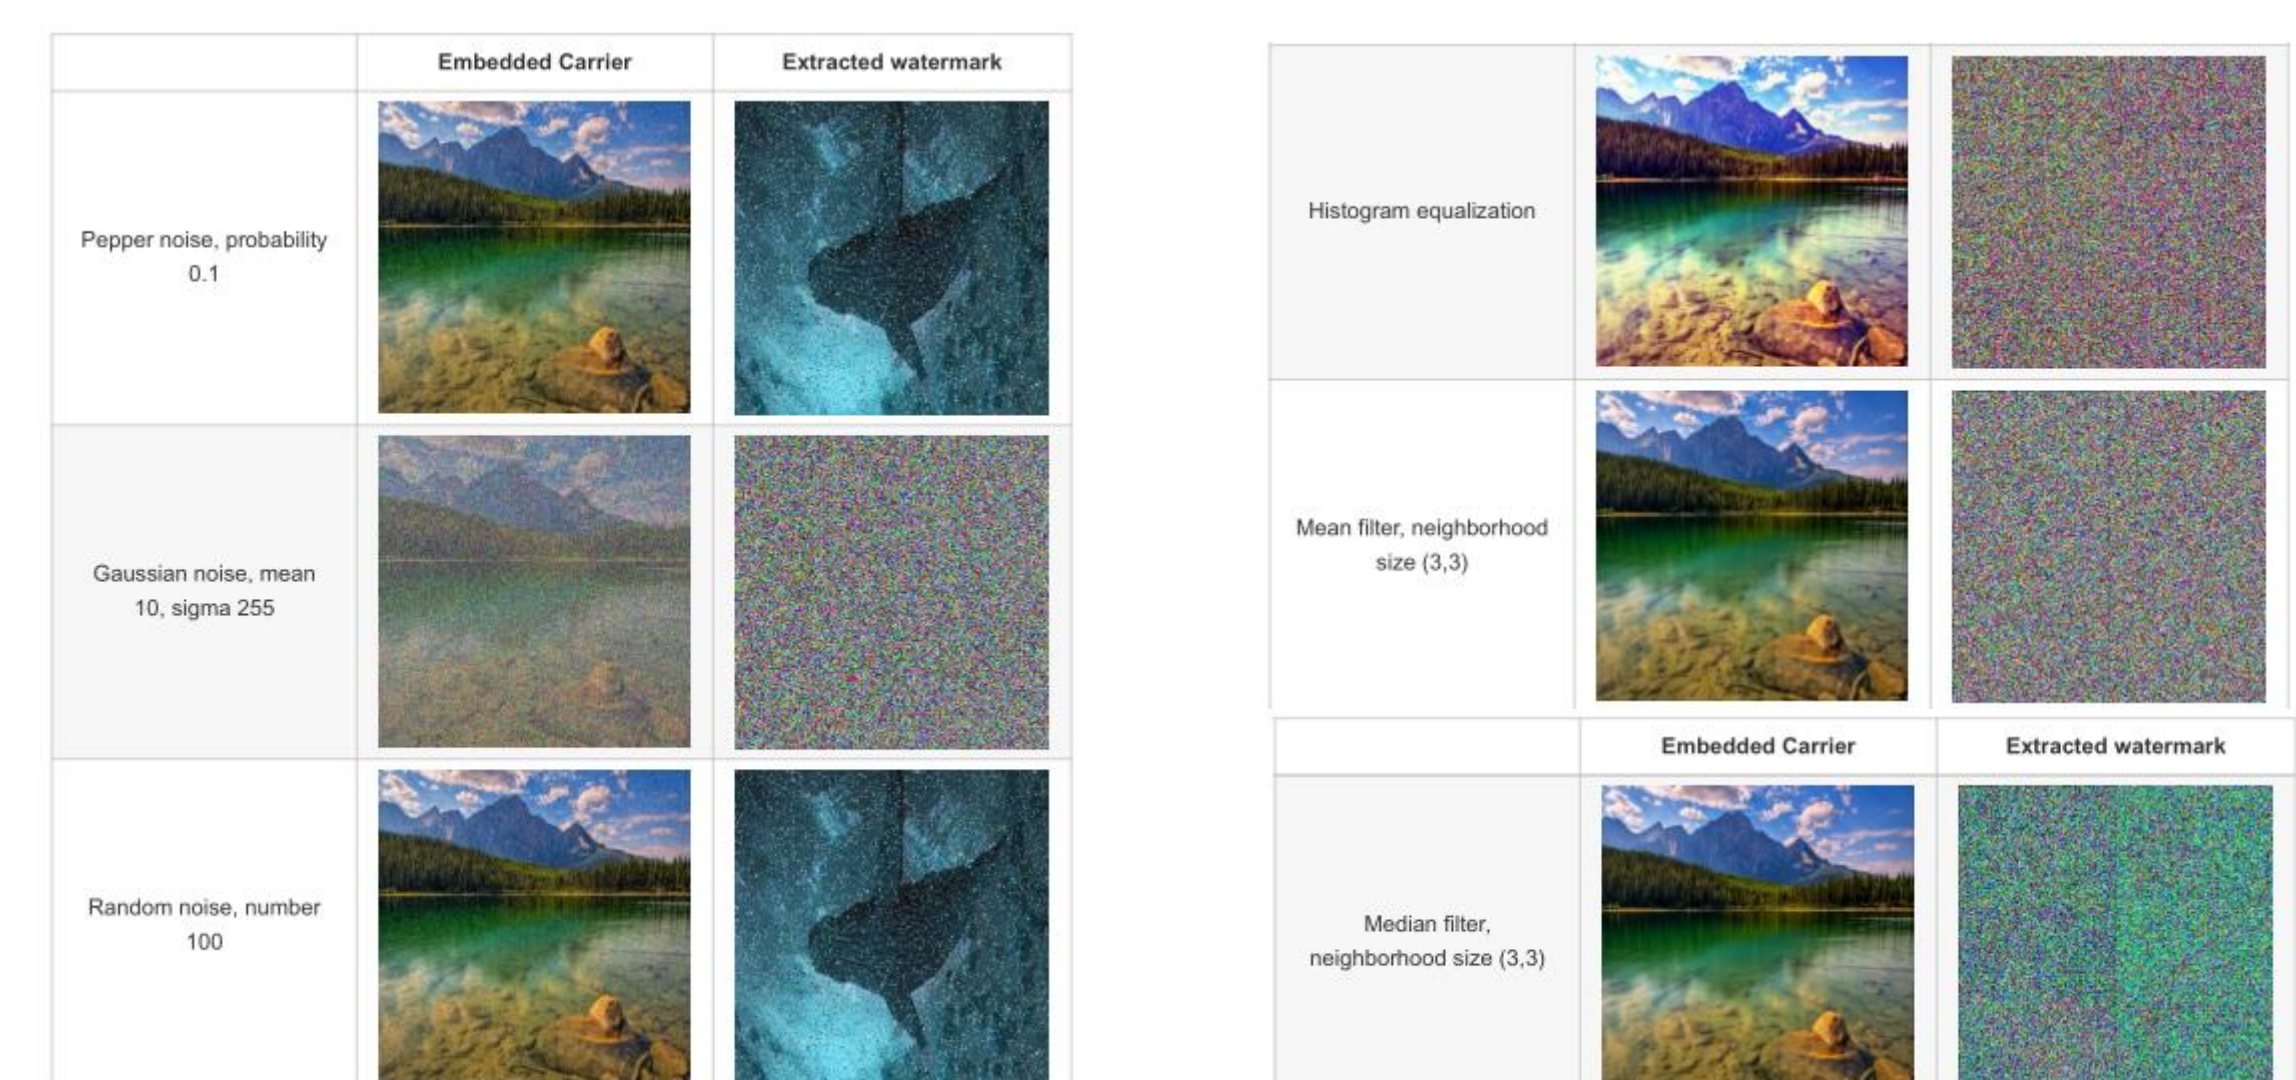 Embedded Carrier
Extracted watermark
Pepper noise, probability
0.1
Gaussian noise, mean
10, sigma 255
Random noise, number
100
Histogram equalization
Mean filter, neighborhood
size (3,3)
Embedded Carrier
Extracted watermark
Median filter,
neighborhood size (3,3)